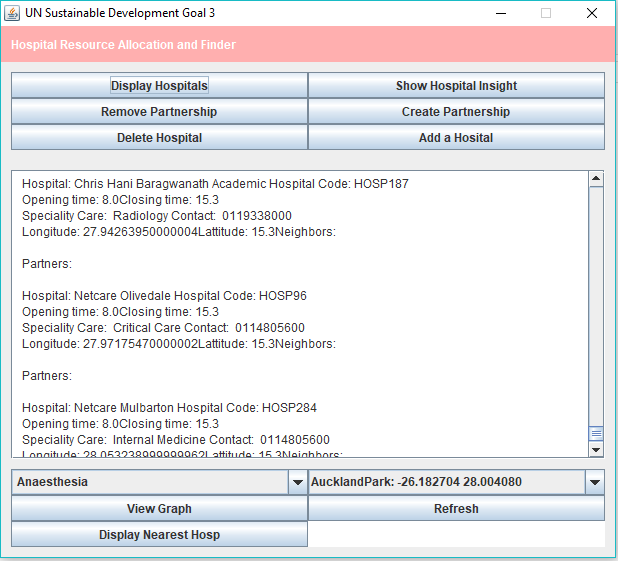 UN Sustainable Development Goal 3
Hospital Resource Allocation and Finder
Display Hospitals Show Hospital Insight
Remove Partnership Create Partnership
Delete Hospital Add a Hosital
Hospital: Chris Hani Baragwanath Academic Hospital Code: HOSP187
Opening time: 8.0Closing time: 15.3
Speciality Care:  Radiology Contact:  0119338000
Longitude: 27.94263950000004Lattitude: 15.3Neighbors:
Partners:
Hospital: Netcare Olivedale Hospital Code: HOSP96
Opening time: 8.0Closing time: 15.3
Speciality Care:  Critical Care Contact:  0114805600
Longitude: 27.97175470000002Lattitude: 15.3Neighbors:
Partners:
Hospital: Netcare Mulbarton Hospital Code: HOSP284
Opening time: 8.0Closing time: 15.3
Speciality Care:  Internal Medicine Contact:  0114805600
Longitude: 28.053238999999962Lattitude: 15.3Neighbors:
Anaesthesia AucklandPark: -26.182704 28.004080
View Graph Refresh
Display Nearest Hosp